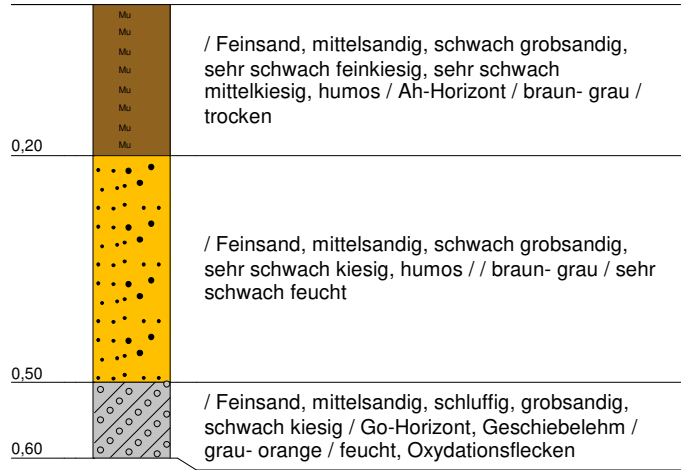 Mu
/ Feinsand, mittelsandig, schwach grobsandig,
Mu
sehr schwach feinkiesig, sehr schwach
Mu
mittelkiesig, humos / Ah-Horizont / braun- grau /
Mu
trocken
Mu
Mu
Mu
Mu
0,20
/ Feinsand, mittelsandig, schwach grobsandig,
sehr schwach kiesig, humos / / braun- grau / sehr
schwach feucht
0,50
/ Feinsand, mittelsandig, schluffig, grobsandig,
schwach kiesig / Go-Horizont, Geschiebelehm /
grau- orange / feucht, Oxydationsflecken
0,60